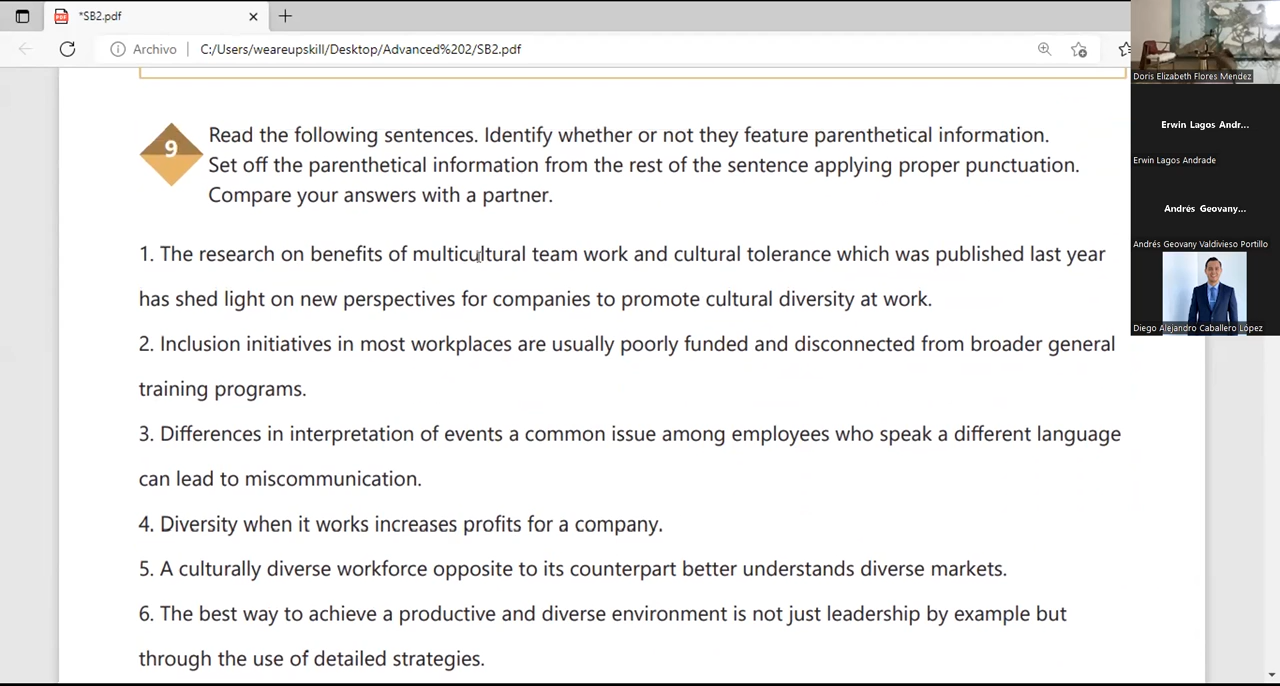 *SB2.pdf
Archivo
C:/Users/weareupskill/Desktop/Advanced%202/SB2.pdf
9
Read the following sentences. Identify whether or not they feature parenthetical information.
Set off the parenthetical information from the rest of the sentence applying proper punctuation.
Compare your answers with a partner.
1. The research on benefits of multicultural team work and cultural tolerance which was published last year
has shed light on new perspectives for companies to promote cultural diversity at work.
2. Inclusion initiatives in most workplaces are usually poorly funded and disconnected from broader general
training programs.
3. Differences in interpretation of events a common issue among employees who speak a different language
can lead to miscommunication.
4. Diversity when it works increases profits for a company.
5. A culturally diverse workforce opposite to its counterpart better understands diverse markets.
6. The best way to achieve a productive and diverse environment is not just leadership by example but
through the use of detailed strategies.
Doris Elizabeth Flores Mendez
Erwin Lagos Andr...
Erwin Lagos Andrade
Andrés Geovany...
Andrés Geovany Valdivieso Portillo
Diego Alejandro Caballero López